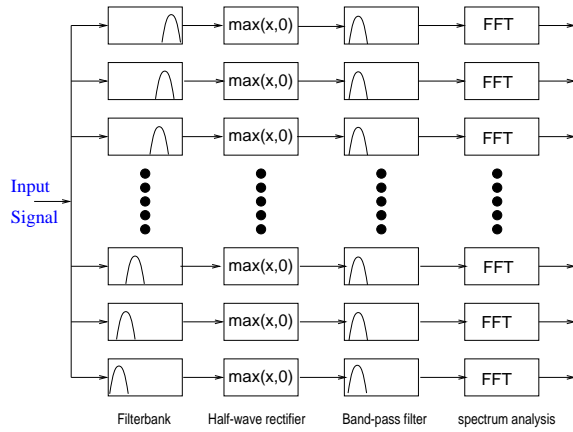 max(x,0) FFT
max(x,0) FFT
max(x,0) FFT
Input
Signal
max(x,0) FFT
max(x,0) FFT
max(x,0) FFT
Filterbank Half-wave rectifier Band-pass filter spectrum analysis